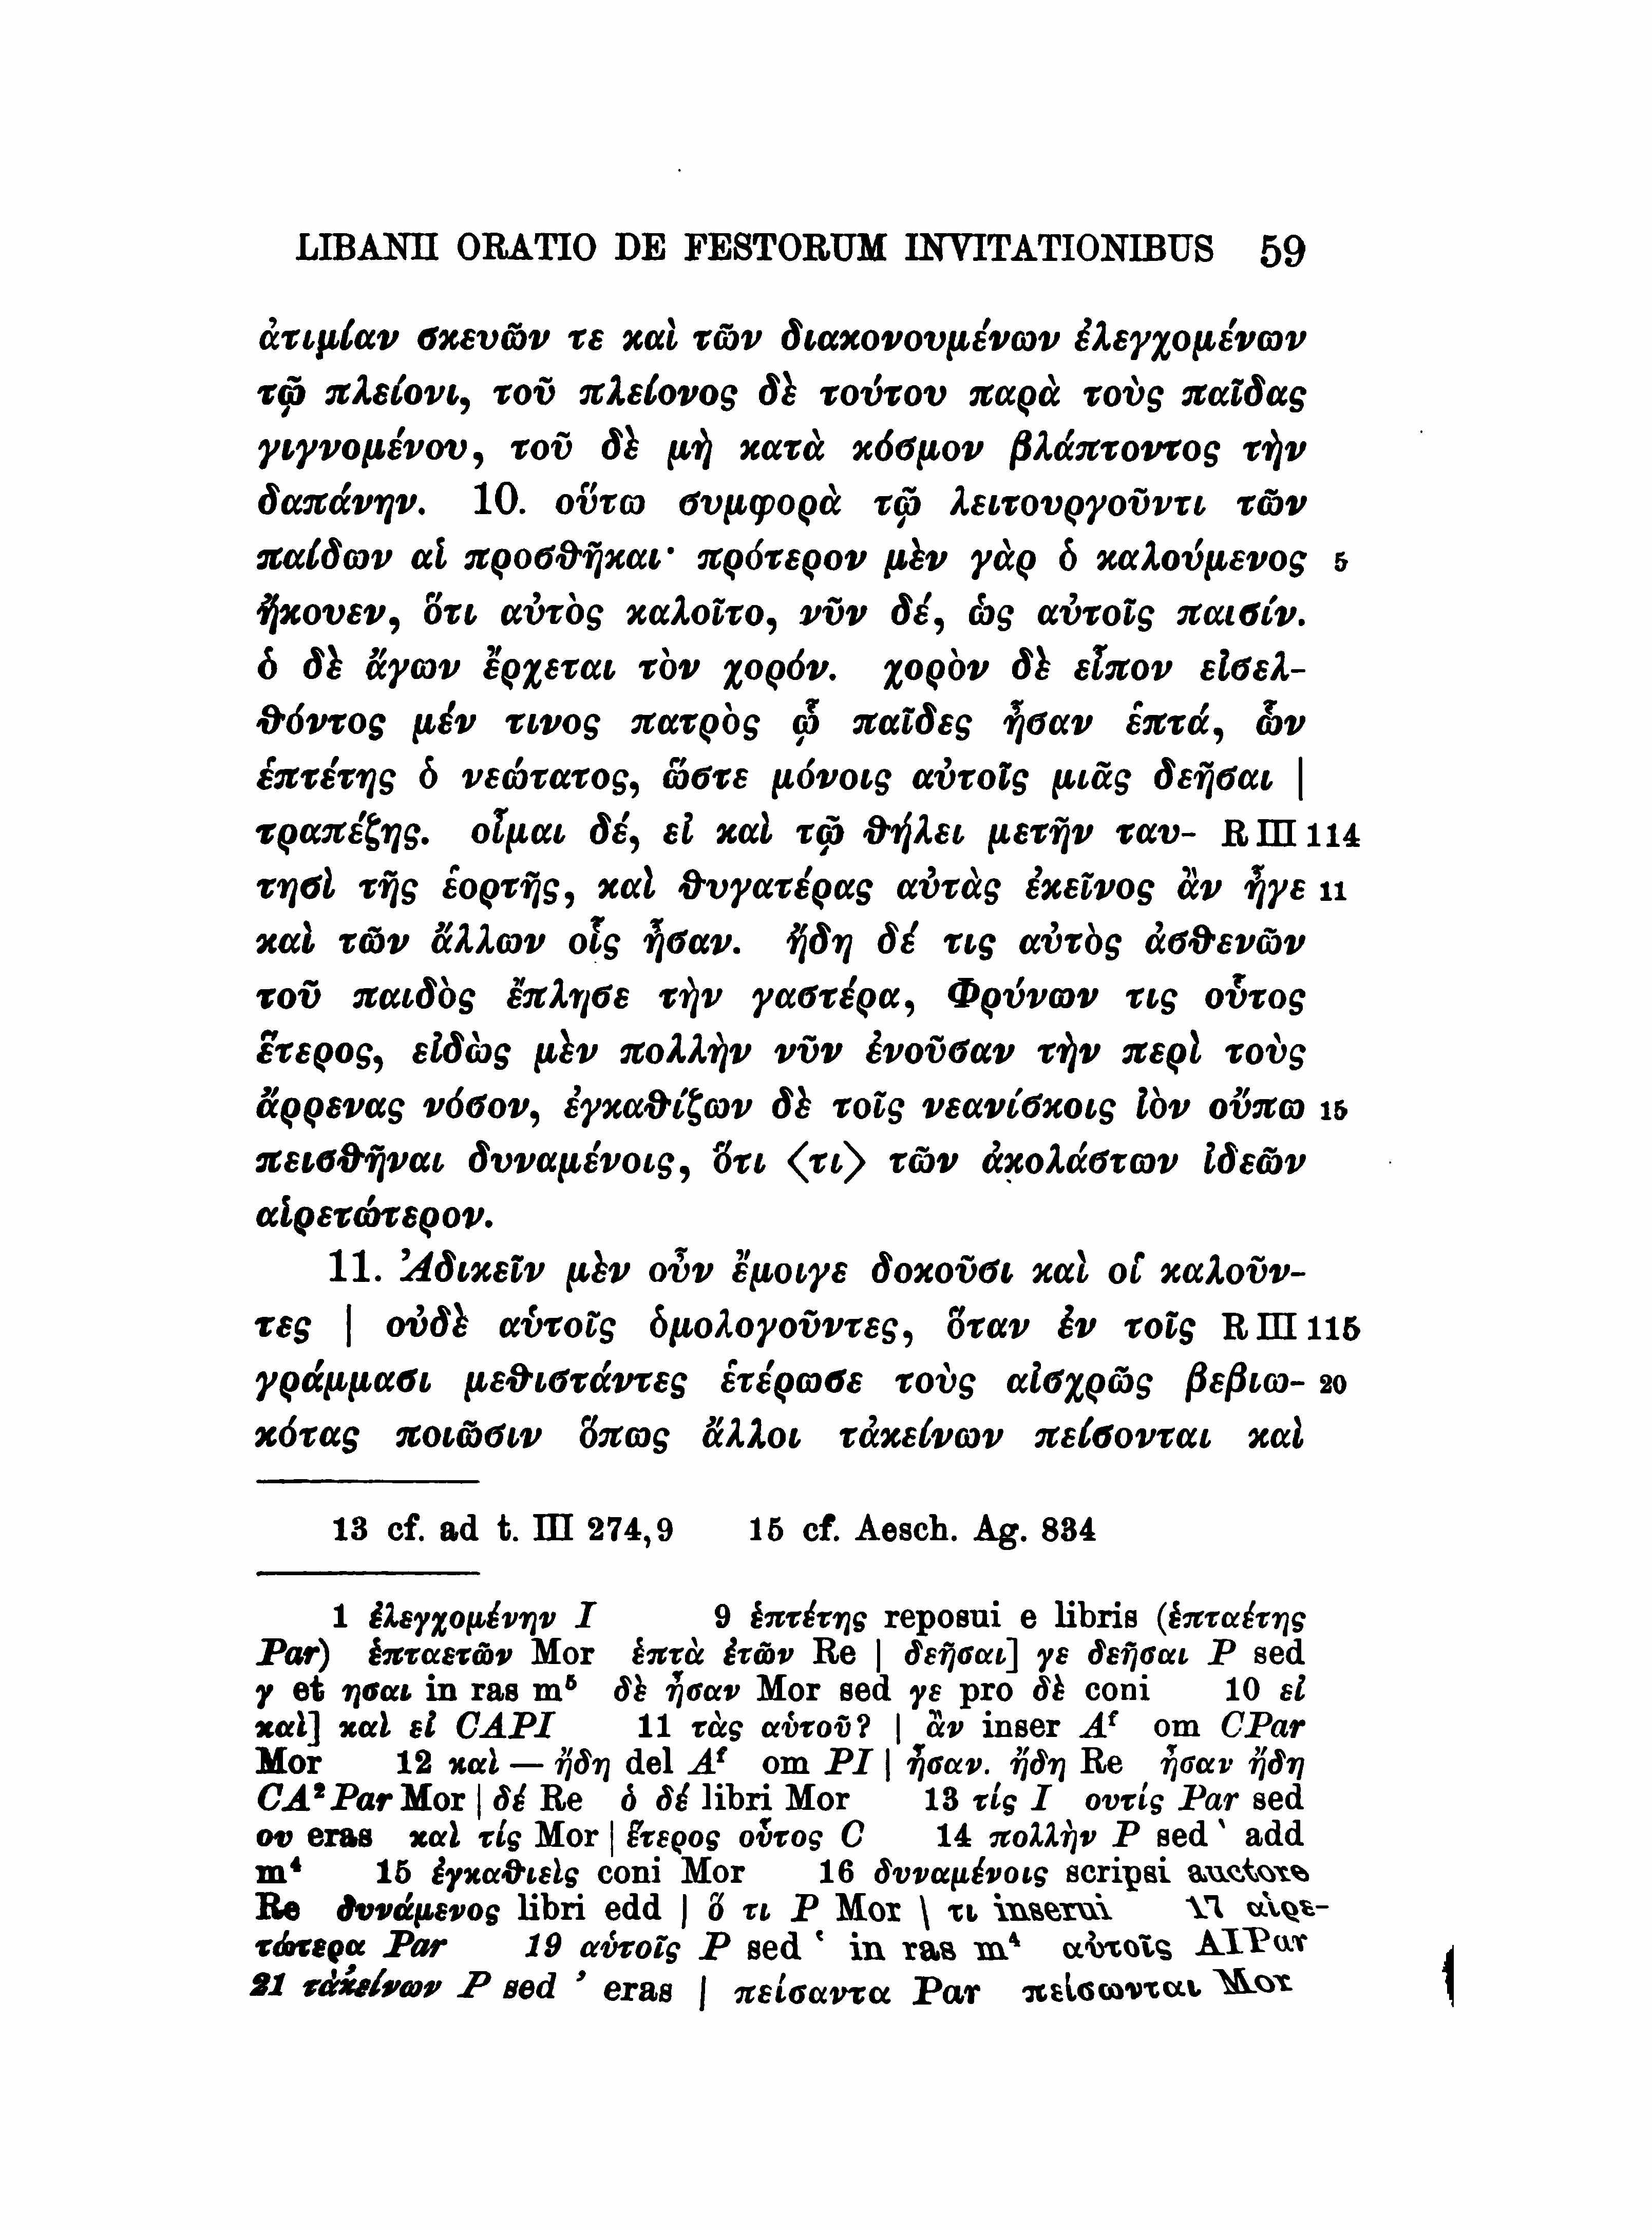 LIBANII ORATIO DE FESTORUM INVITATIONIBUS 59
ἀτιμίαν σκευῶν τε καὶ τῶν διακονουμένων ἐλεγχομένων
τῷ πλείονι, τοῦ πλείονος δὲ τούτου παρὰ τοὺς παῖδας
γιγνομένου, τοῦ δὲ μὴ κατὰ κόσμον βλάπτοντος τὴν
δαπάνην. 10. οὕτω συμφορὰ τῷ λειτουργοῦντι τῶν
παίδων αἱ προσθῆκαι· πρότερον μὲν γὰρ ὁ καλούμενος 5
ἤκουεν, ὅτι αὐτὸς καλοῖτο, νῦν δέ, ὡς αὐτοῖς παισίν.
ὁ δὲ ἄγων ἔρχεται τὸν χορόν. χορὸν δὲ εἶπον εἰσελ-
θόντος μέν τινος πατρὸς ᾧ παῖδες ἦσαν ἑπτά, ὧν
ἑπτέτης ὁ νεώτατος, ὥστε μόνοις αὐτοῖς μιᾶς δεῆσαι |
τραπέζης. οἶμαι δέ, εἰ καὶ τῷ θήλει μετῆν ταυ- R III 114
τησὶ τῆς ἑορτῆς, καὶ θυγατέρας αὐτὰς ἐκεῖνος ἂν ἦγε 11
καὶ τῶν ἄλλων οἷς ἦσαν. ἤδη δέ τις αὐτὸς ἀσθενῶν
τοῦ παιδὸς ἔπλησε τὴν γαστέρα, Φρύνων τις οὗτος
ἕτερος, εἰδὼς μὲν πολλὴν νῦν ἐνοῦσαν τὴν περὶ τοὺς
ἄρρενας νόσον, ἐγκαθίζων δὲ τοῖς νεανίσκοις ἰὸν οὔπω 15
πεισθῆναι δυναμένοις, ὅτι ⟨τι⟩ τῶν ἀκολάστων ἰδεῶν
αἱρετώτερον.
11. Ἀδικεῖν μὲν οὖν ἔμοιγε δοκοῦσι καὶ οἱ καλοῦν-
τες | οὐδὲ αὑτοῖς ὁμολογοῦντες, ὅταν ἐν τοῖς R III 115
γράμμασι μεθιστάντες ἑτέρωσε τοὺς αἰσχρῶς βεβιω- 20
κότας ποιῶσιν ὅπως ἄλλοι τἀκείνων πείσονται καὶ
13 cf. ad t. III 274,9 15 cf. Aesch. Ag. 834
1 ἐλεγχομένην I 9 ἑπτέτης reposui e libris (ἑπταέτης
Par) ἑπταετῶν Mor ἑπτὰ ἐτῶν Re | δεῆσαι] γε δεῆσαι P sed
γ et ησαι in ras m⁵ δὲ ἦσαν Mor sed γε pro δὲ coni 10 εἰ
καὶ] καὶ εἰ CAPI 11 τὰς αὑτοῦ? | ἂν inser Aᶠ om CPar
Mor 12 καὶ — ἤδη del Aᶠ om PI | ἦσαν. ἤδη Re ἦσαν ἤδη
CA² Par Mor | δέ Re ὁ δέ libri Mor 13 τίς I ουτίς Par sed
ου eras καὶ τίς Mor | ἕτερος οὗτος C 14 πολλὴν P sed ` add
m⁴ 15 ἐγκαθιεὶς coni Mor 16 δυναμένοις scripsi auctore
Re δυνάμενος libri edd | ὅ τι P Mor | τι inserui 17 αἱρε-
τώτερα Par 19 αὑτοῖς P sed ῾ in ras m⁴ αὐτοῖς AIPar
21 τἀκείνων P sed ’ eras | πείσαντα Par πείσωνται Mor